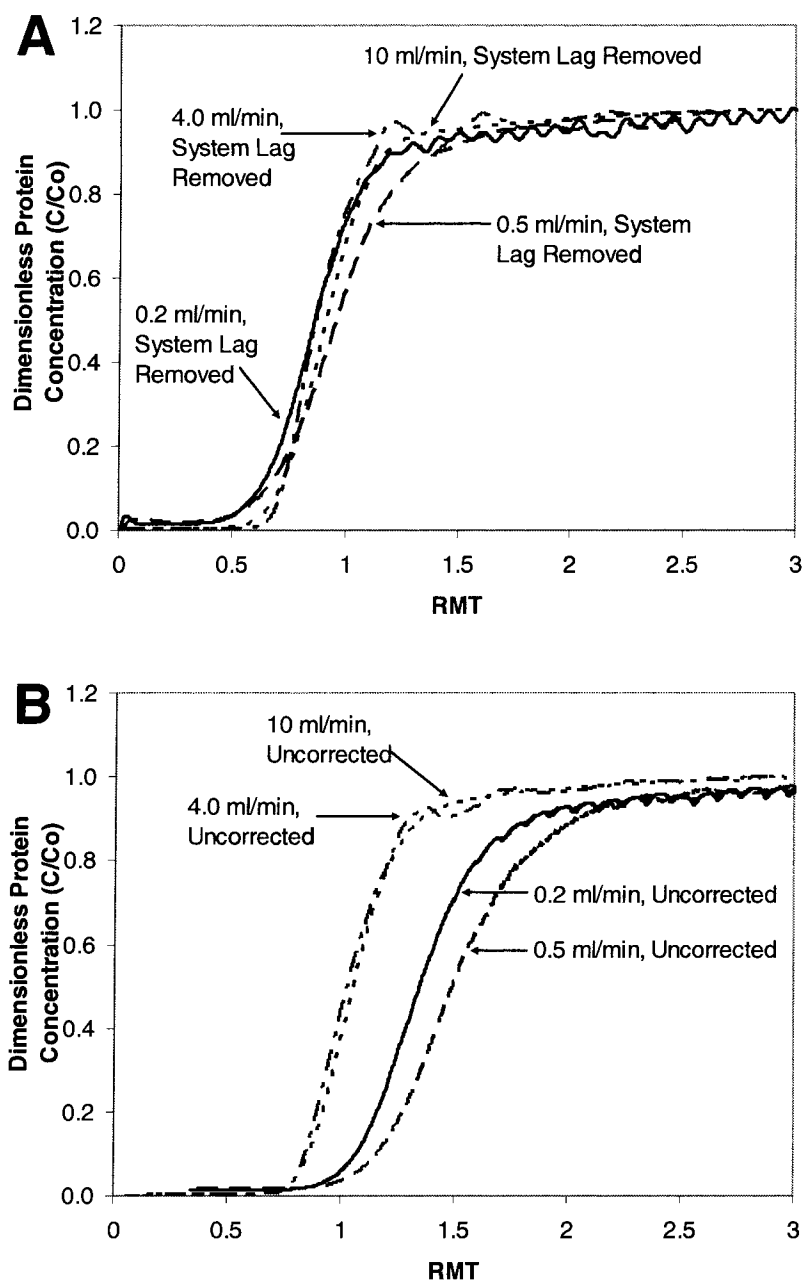 A
1.2
10 ml/min, System Lag Removed
1.0
4.0 ml/min,
System Lag
Removed
0.8
0.5 ml/min, System
Lag Removed
0.6
0.2 ml/min,
System Lag
Removed
0.4
0.2
0.0
Dimensionless Protein
Concentration (C/Co)
0 0.5 1 1.5 2 2.5 3
RMT
B
1.2
10 ml/min,
Uncorrected
1.0
4.0 ml/min,
Uncorrected
0.8
0.2 ml/min, Uncorrected
0.6
0.5 ml/min, Uncorrected
0.4
0.2
0.0
Dimensionless Protein
Concentration (C/Co)
0 0.5 1 1.5 2 2.5 3
RMT